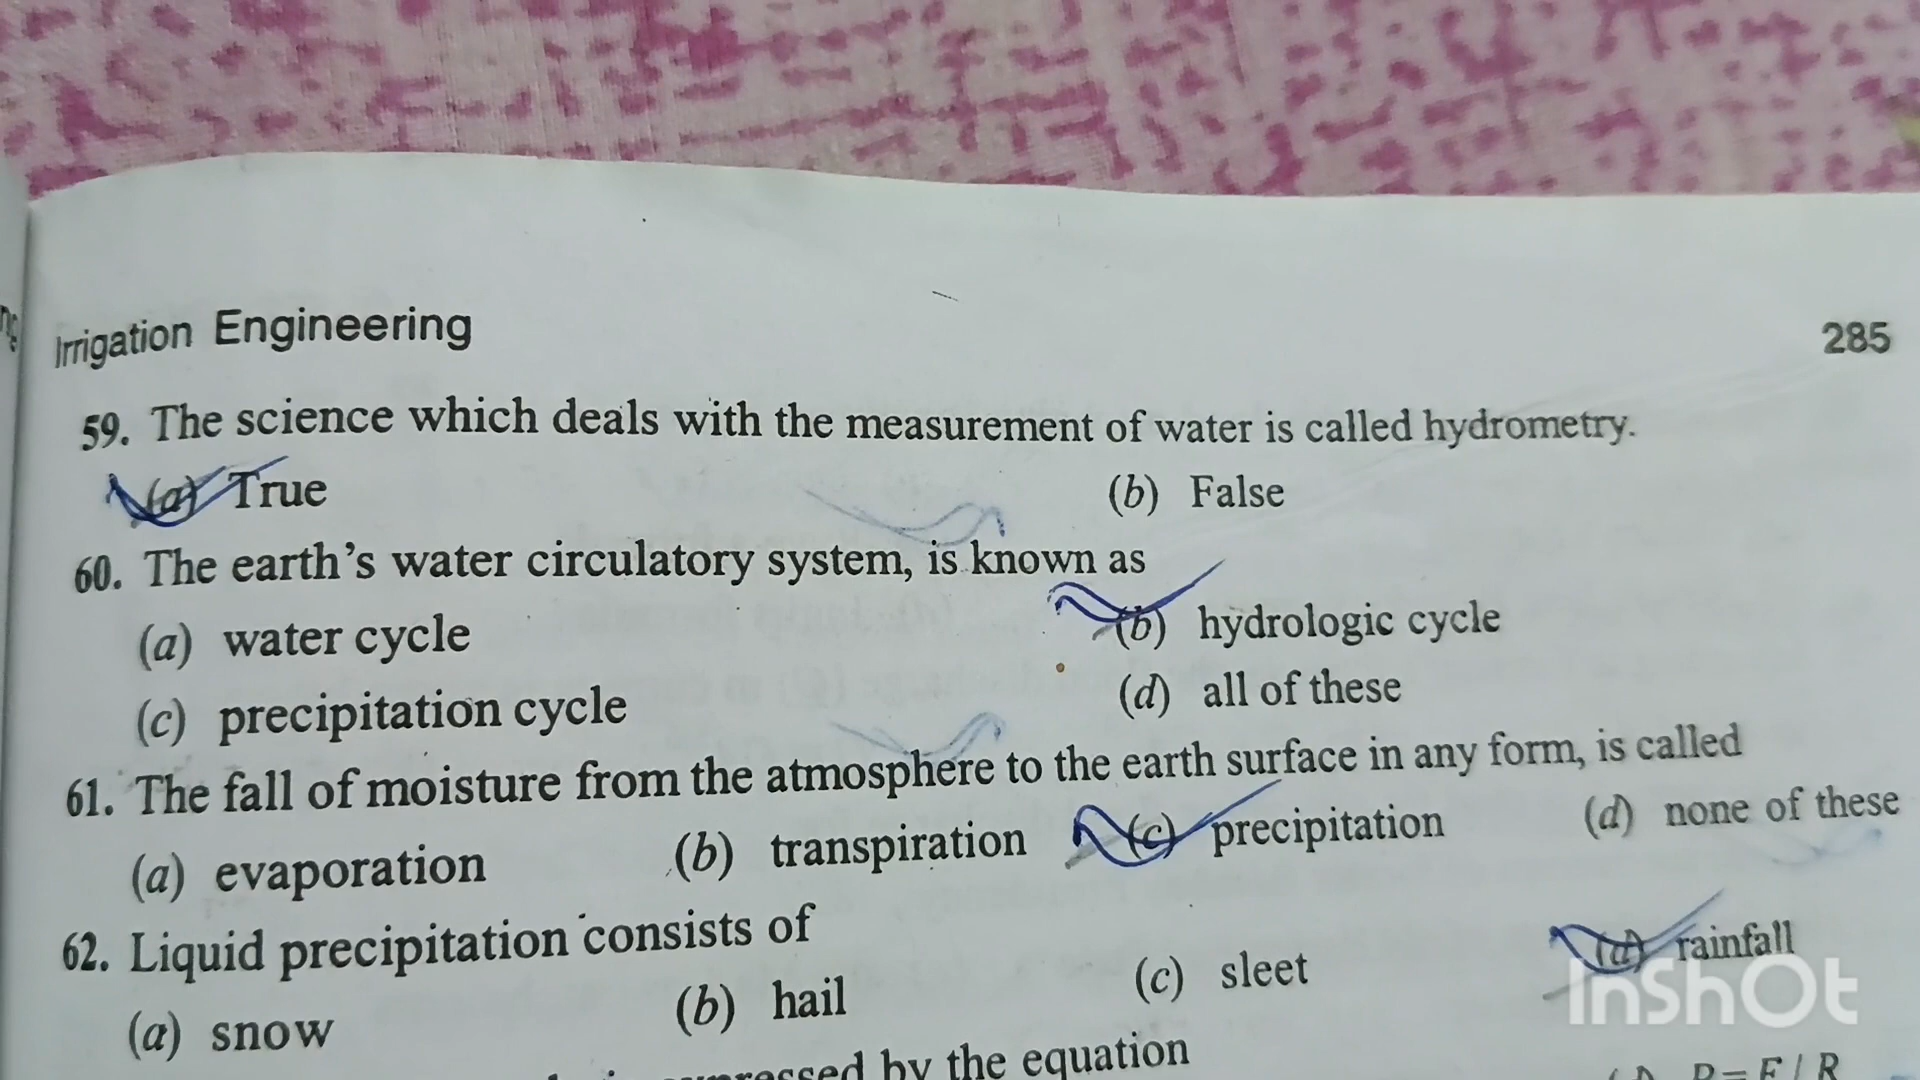 Irrigation Engineering 285
59. The science which deals with the measurement of water is called hydrometry.
(a) True (b) False
60. The earth's water circulatory system, is known as
(a) water cycle (b) hydrologic cycle
(c) precipitation cycle (d) all of these
61. The fall of moisture from the atmosphere to the earth surface in any form, is called
(a) evaporation (b) transpiration (c) precipitation (d) none of these
62. Liquid precipitation consists of
(a) snow (b) hail (c) sleet (d) rainfall
InShOt
by the equation